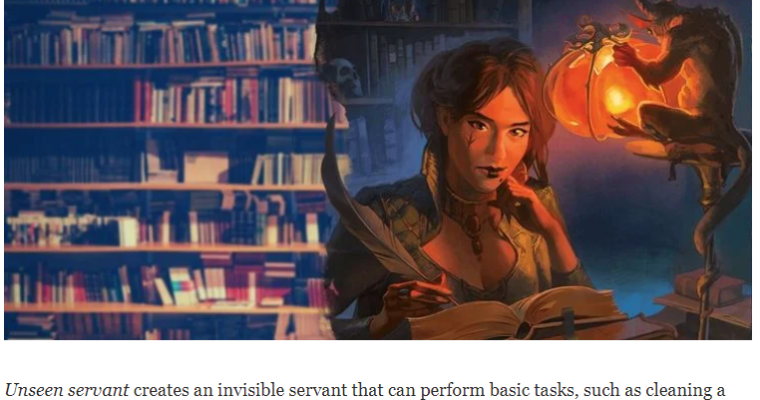 Unseen servant creates an invisible servant that can perform basic tasks, such as cleaning a